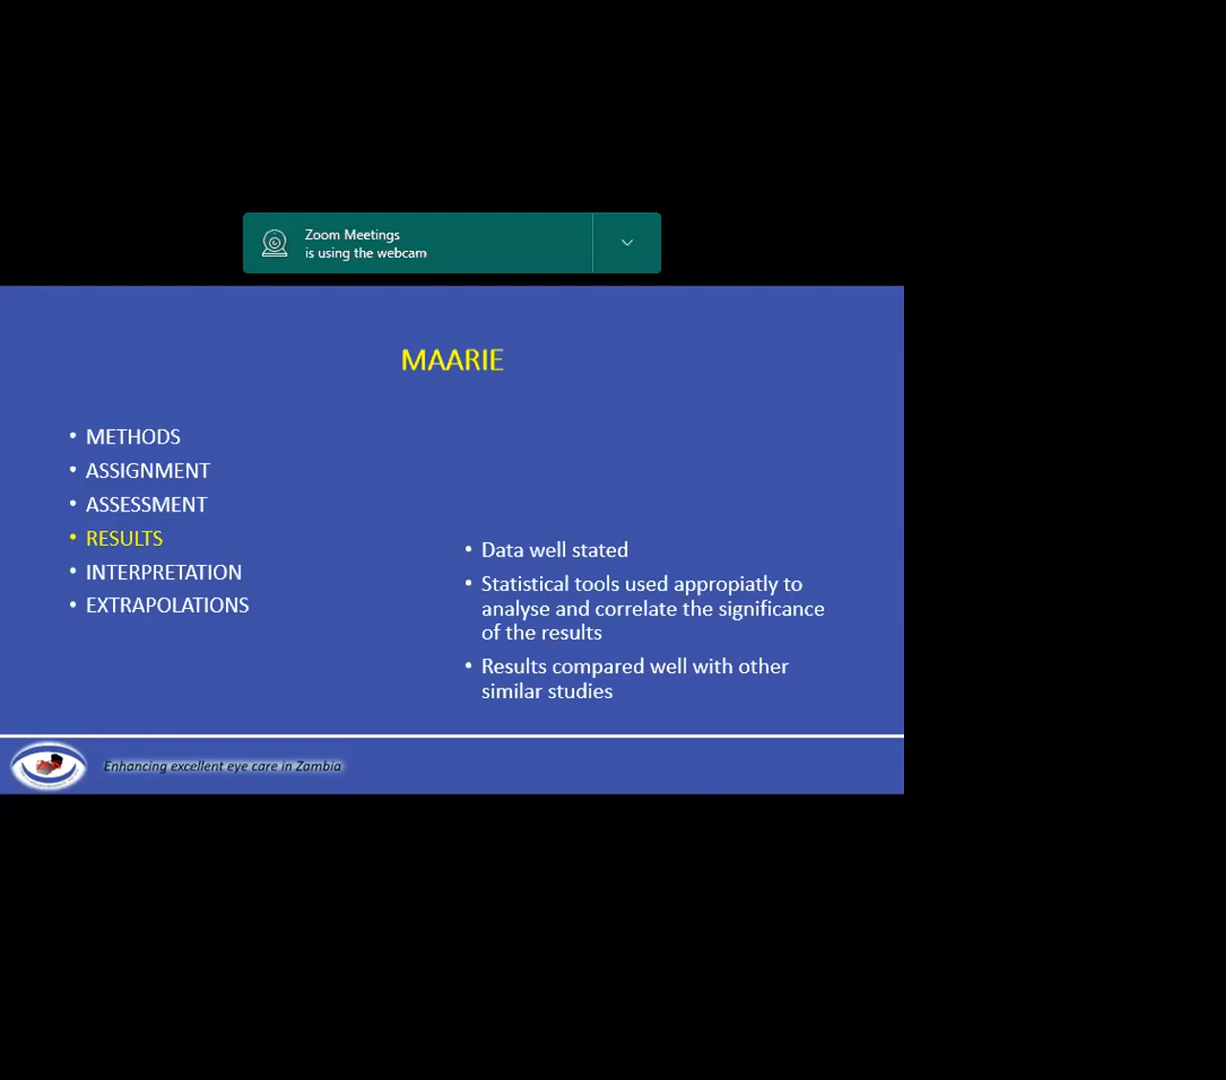 Zoom Meetings
is using the webcam
MAARIE
• METHODS
• ASSIGNMENT
• ASSESSMENT
• RESULTS
• INTERPRETATION
• EXTRAPOLATIONS
• Data well stated
• Statistical tools used appropiatly to
analyse and correlate the significance
of the results
• Results compared well with other
similar studies
Enhancing excellent eye care in Zambia